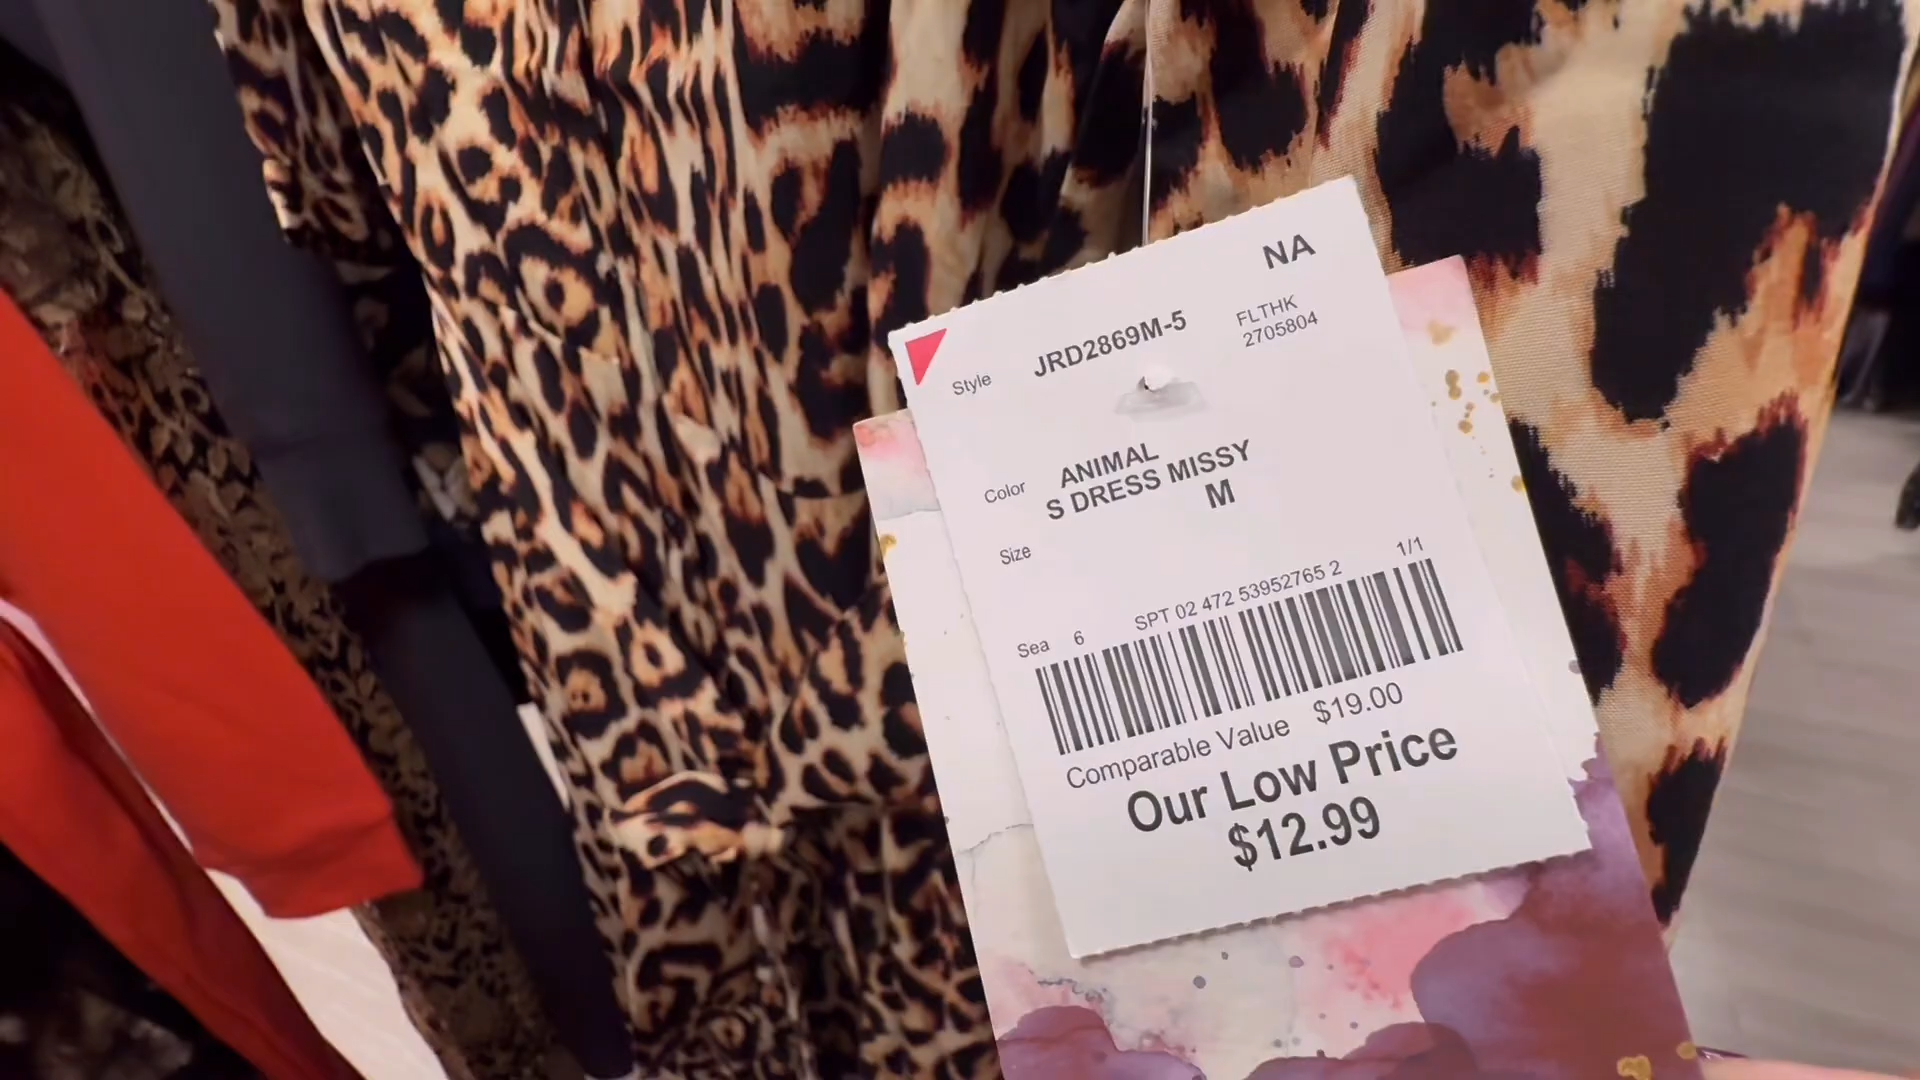 NA
Style JRD2869M-5 FLTHK
2705804
Color ANIMAL
S DRESS MISSY
M
Size
1/1
Sea 6 SPT 02 472 53952765 2
Comparable Value $19.00
Our Low Price
$12.99